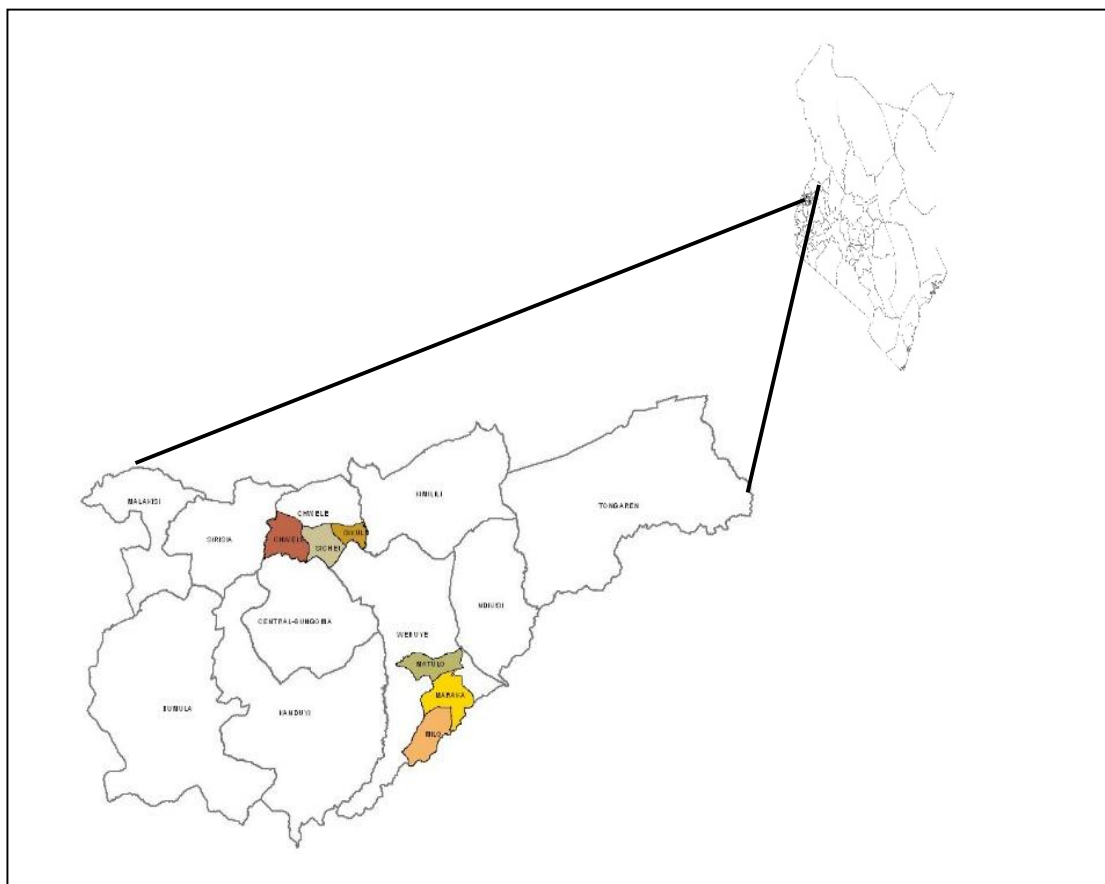 MALAKISI
KIMILILI
CHWELE
TONGAREN
SIRISIA
CHWELE
SICHEI
NDIVISI
CENTRAL-BUNGOMA
WEBUYE
MATULO
MARAKA
BUMULA
KANDUYI
MILO